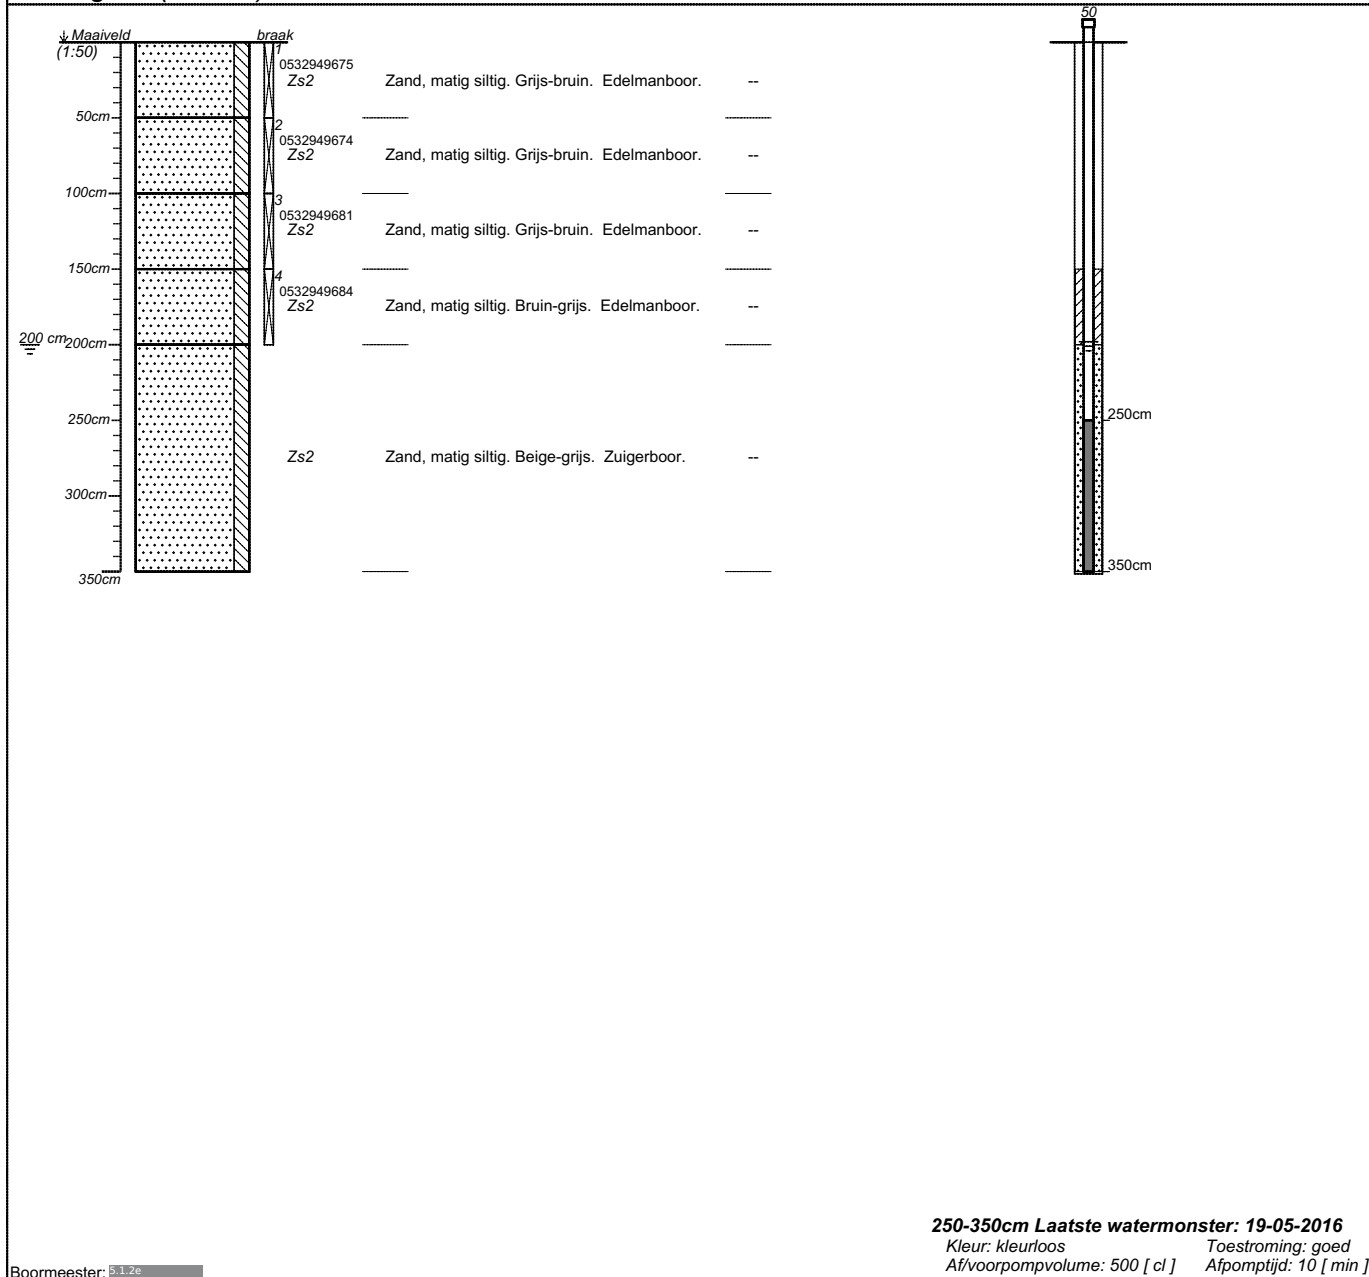 50
Maaiveld braak
(1:50) 1
0532949675
Zs2 Zand, matig siltig. Grijs-bruin. Edelmanboor. --
50cm
2
0532949674
Zs2 Zand, matig siltig. Grijs-bruin. Edelmanboor. --
100cm
3
0532949681
Zs2 Zand, matig siltig. Grijs-bruin. Edelmanboor. --
150cm
4
0532949684
Zs2 Zand, matig siltig. Bruin-grijs. Edelmanboor. --
200 cm 200cm
250cm 250cm
Zs2 Zand, matig siltig. Beige-grijs. Zuigerboor. --
300cm
350cm 350cm
250-350cm Laatste watermonster: 19-05-2016
Kleur: kleurloos Toestroming: goed
Af/voorpompvolume: 500 [ cl ] Afpomptijd: 10 [ min ]
Boormeester: 5.1.2e